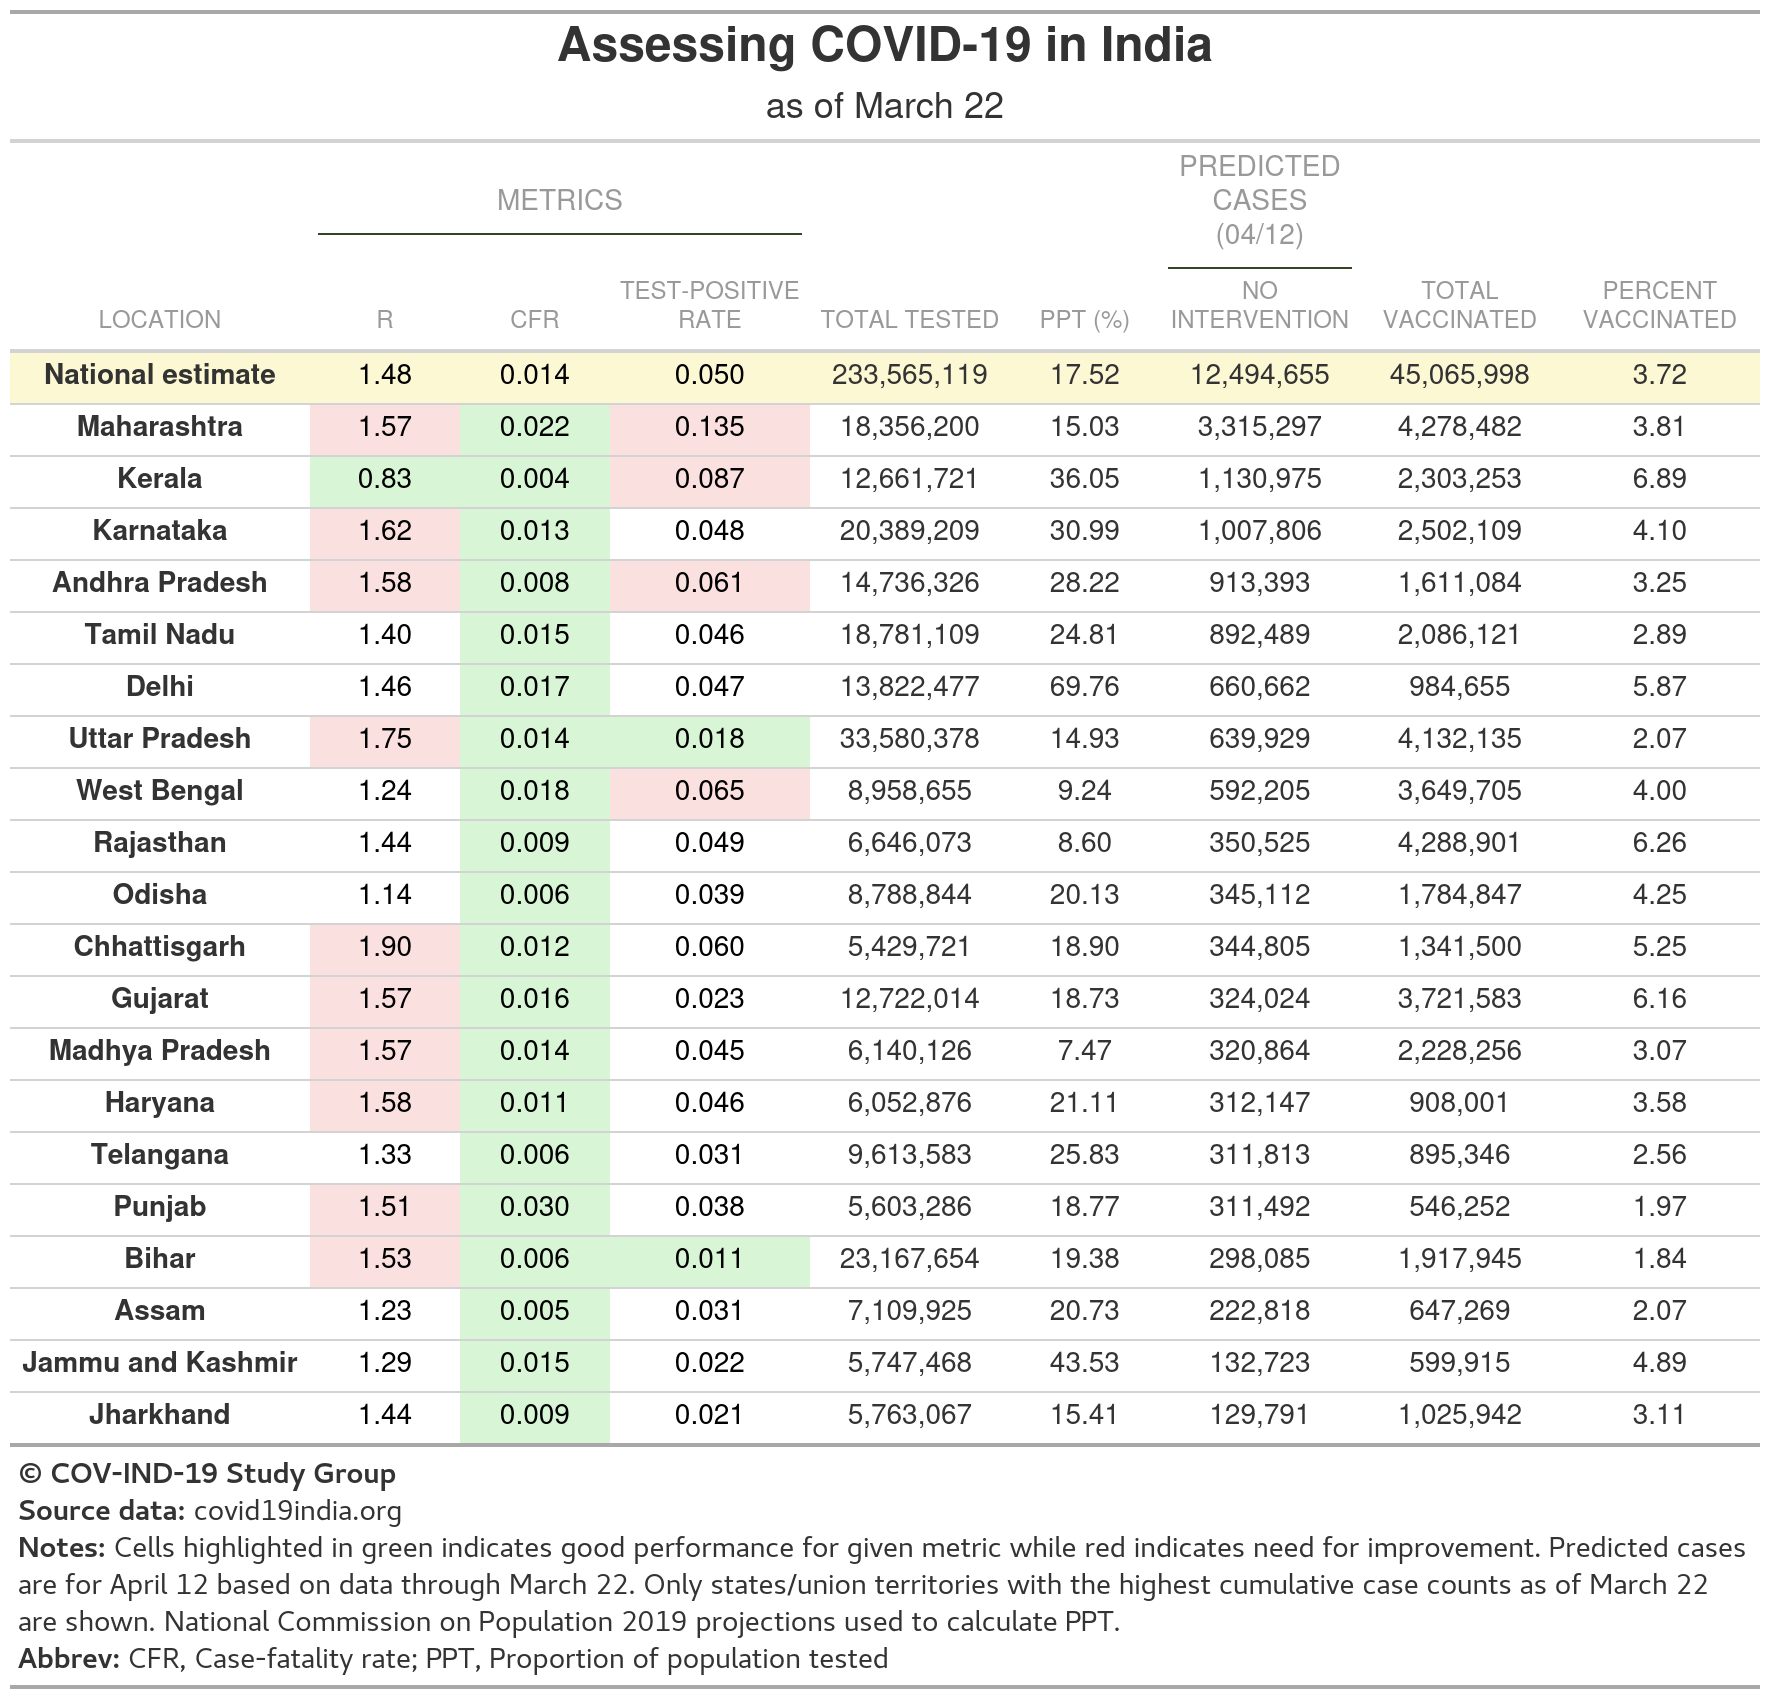 Assessing COVID-19 in India
as of March 22
METRICS
PREDICTED
CASES
(04/12)
LOCATION R CFR TEST-POSITIVE RATE TOTAL TESTED PPT (%) NO INTERVENTION TOTAL VACCINATED PERCENT VACCINATED
National estimate 1.48 0.014 0.050 233,565,119 17.52 12,494,655 45,065,998 3.72
Maharashtra 1.57 0.022 0.135 18,356,200 15.03 3,315,297 4,278,482 3.81
Kerala 0.83 0.004 0.087 12,661,721 36.05 1,130,975 2,303,253 6.89
Karnataka 1.62 0.013 0.048 20,389,209 30.99 1,007,806 2,502,109 4.10
Andhra Pradesh 1.58 0.008 0.061 14,736,326 28.22 913,393 1,611,084 3.25
Tamil Nadu 1.40 0.015 0.046 18,781,109 24.81 892,489 2,086,121 2.89
Delhi 1.46 0.017 0.047 13,822,477 69.76 660,662 984,655 5.87
Uttar Pradesh 1.75 0.014 0.018 33,580,378 14.93 639,929 4,132,135 2.07
West Bengal 1.24 0.018 0.065 8,958,655 9.24 592,205 3,649,705 4.00
Rajasthan 1.44 0.009 0.049 6,646,073 8.60 350,525 4,288,901 6.26
Odisha 1.14 0.006 0.039 8,788,844 20.13 345,112 1,784,847 4.25
Chhattisgarh 1.90 0.012 0.060 5,429,721 18.90 344,805 1,341,500 5.25
Gujarat 1.57 0.016 0.023 12,722,014 18.73 324,024 3,721,583 6.16
Madhya Pradesh 1.57 0.014 0.045 6,140,126 7.47 320,864 2,228,256 3.07
Haryana 1.58 0.011 0.046 6,052,876 21.11 312,147 908,001 3.58
Telangana 1.33 0.006 0.031 9,613,583 25.83 311,813 895,346 2.56
Punjab 1.51 0.030 0.038 5,603,286 18.77 311,492 546,252 1.97
Bihar 1.53 0.006 0.011 23,167,654 19.38 298,085 1,917,945 1.84
Assam 1.23 0.005 0.031 7,109,925 20.73 222,818 647,269 2.07
Jammu and Kashmir 1.29 0.015 0.022 5,747,468 43.53 132,723 599,915 4.89
Jharkhand 1.44 0.009 0.021 5,763,067 15.41 129,791 1,025,942 3.11
© COV-IND-19 Study Group
Source data: covid19india.org
Notes: Cells highlighted in green indicates good performance for given metric while red indicates need for improvement. Predicted cases
are for April 12 based on data through March 22. Only states/union territories with the highest cumulative case counts as of March 22
are shown. National Commission on Population 2019 projections used to calculate PPT.
Abbrev: CFR, Case-fatality rate; PPT, Proportion of population tested